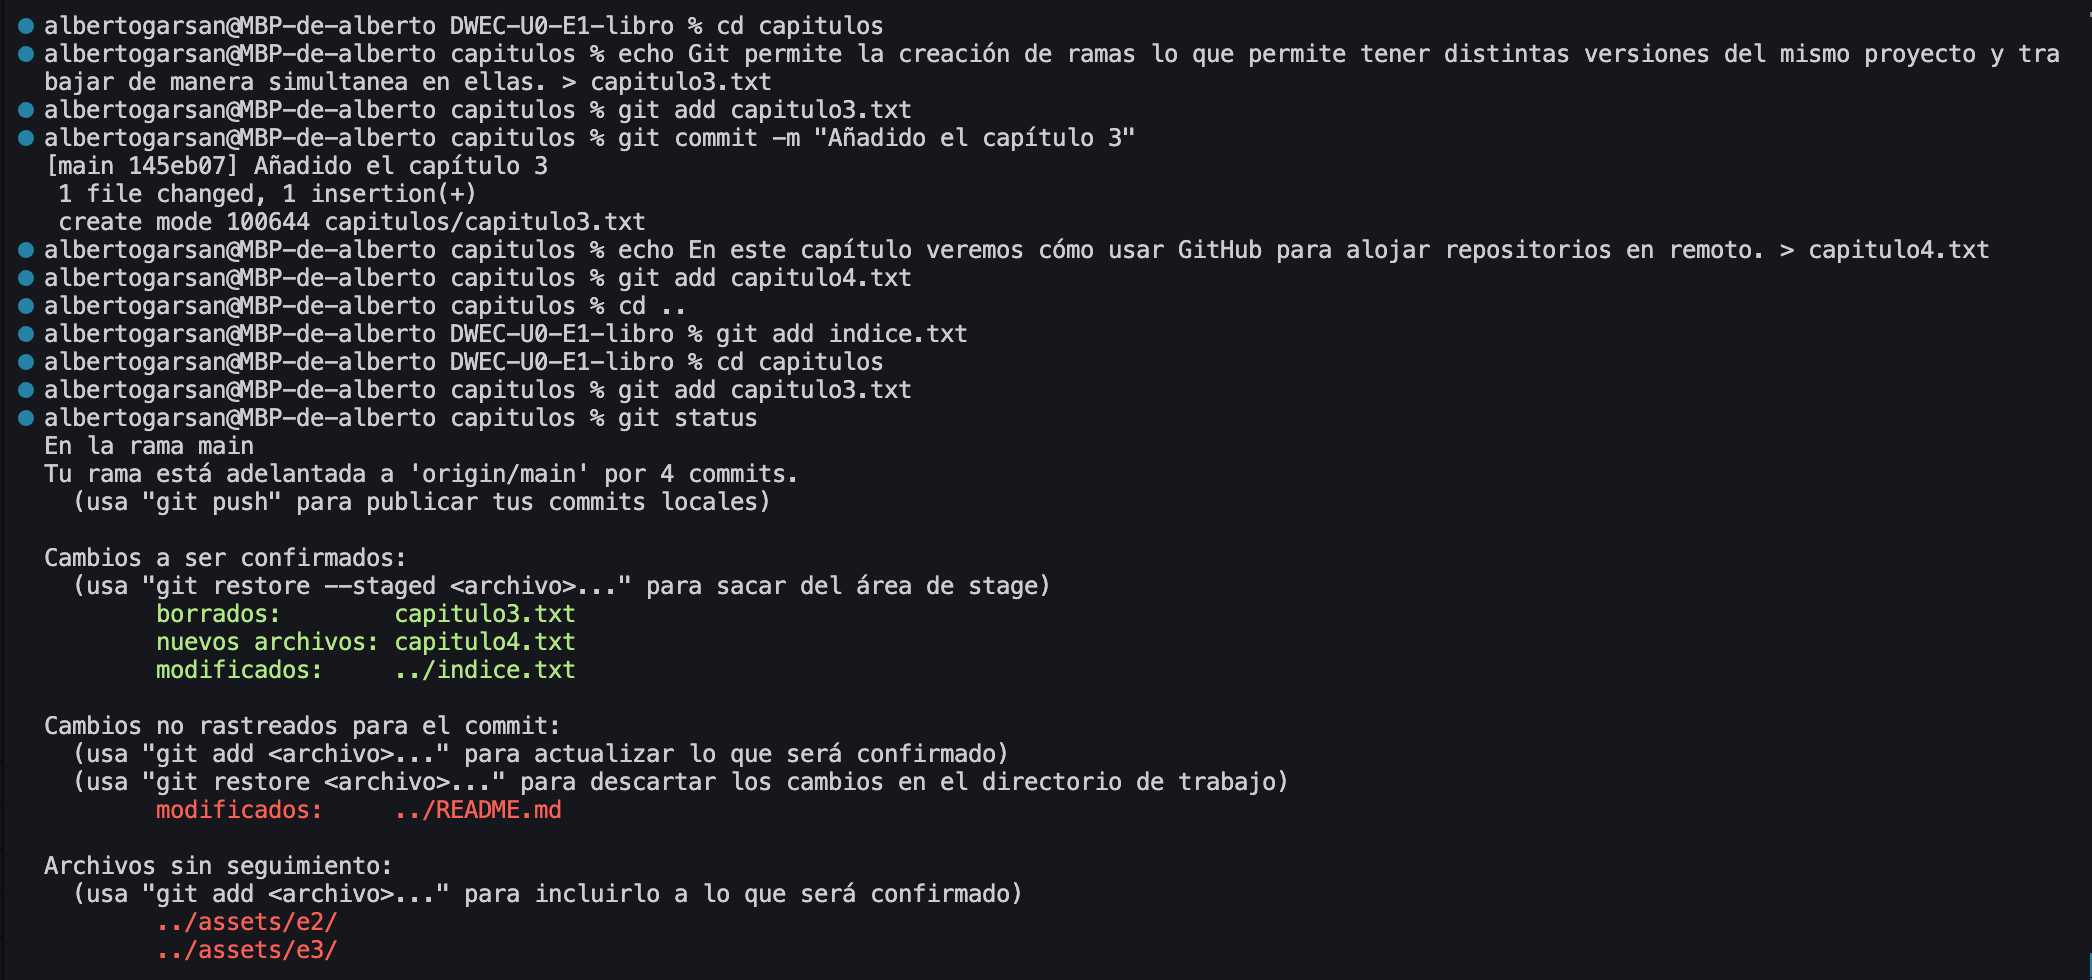 albertogarsan@MBP-de-alberto DWEC-U0-E1-libro % cd capitulos
albertogarsan@MBP-de-alberto capitulos % echo Git permite la creación de ramas lo que permite tener distintas versiones del mismo proyecto y tra
bajar de manera simultanea en ellas. > capitulo3.txt
albertogarsan@MBP-de-alberto capitulos % git add capitulo3.txt
albertogarsan@MBP-de-alberto capitulos % git commit -m "Añadido el capítulo 3"
[main 145eb07] Añadido el capítulo 3
 1 file changed, 1 insertion(+)
 create mode 100644 capitulos/capitulo3.txt
albertogarsan@MBP-de-alberto capitulos % echo En este capítulo veremos cómo usar GitHub para alojar repositorios en remoto. > capitulo4.txt
albertogarsan@MBP-de-alberto capitulos % git add capitulo4.txt
albertogarsan@MBP-de-alberto capitulos % cd ..
albertogarsan@MBP-de-alberto DWEC-U0-E1-libro % git add indice.txt
albertogarsan@MBP-de-alberto DWEC-U0-E1-libro % cd capitulos
albertogarsan@MBP-de-alberto capitulos % git add capitulo3.txt
albertogarsan@MBP-de-alberto capitulos % git status
En la rama main
Tu rama está adelantada a 'origin/main' por 4 commits.
  (usa "git push" para publicar tus commits locales)

Cambios a ser confirmados:
  (usa "git restore --staged <archivo>..." para sacar del área de stage)
        borrados:        capitulo3.txt
        nuevos archivos: capitulo4.txt
        modificados:     ../indice.txt

Cambios no rastreados para el commit:
  (usa "git add <archivo>..." para actualizar lo que será confirmado)
  (usa "git restore <archivo>..." para descartar los cambios en el directorio de trabajo)
        modificados:     ../README.md

Archivos sin seguimiento:
  (usa "git add <archivo>..." para incluirlo a lo que será confirmado)
        ../assets/e2/
        ../assets/e3/